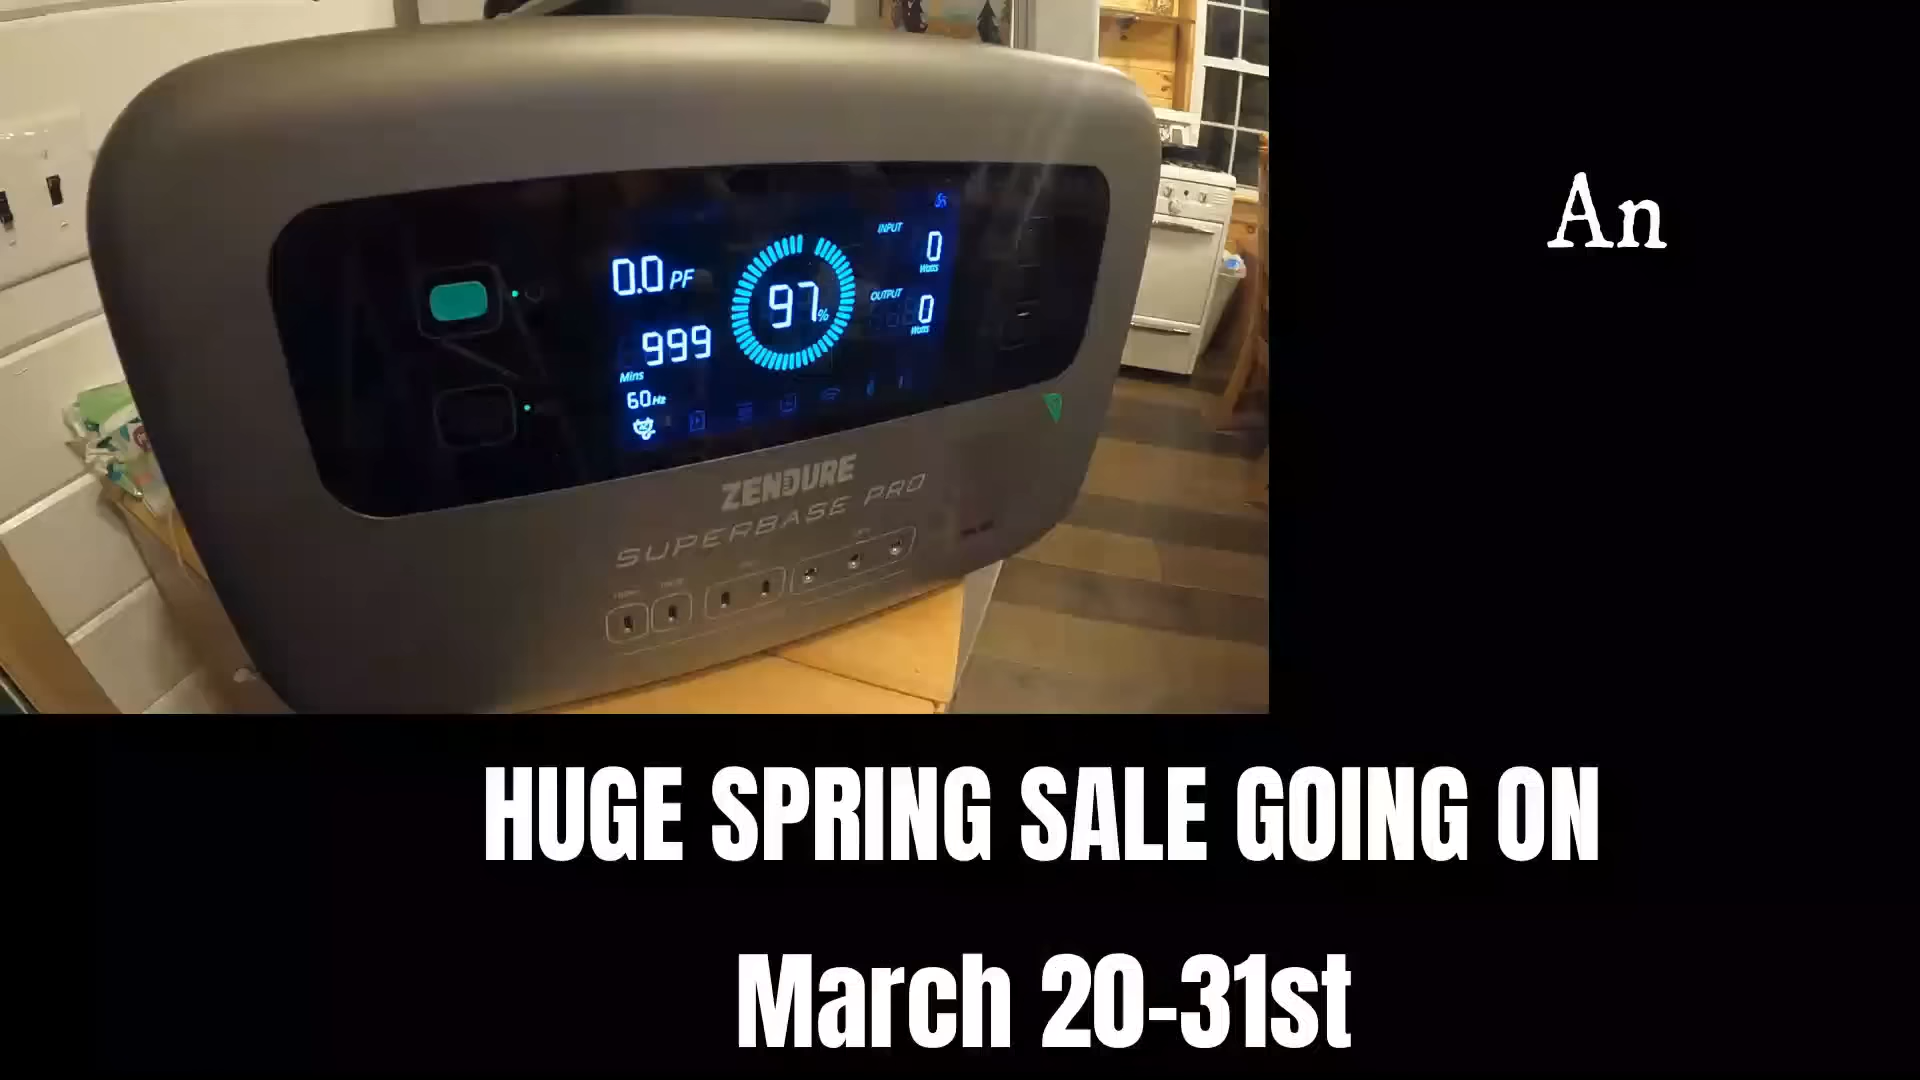 INPUT
0
Watts
0.0 PF
97%
OUTPUT
0
Watts
999
Mins
60Hz
ZENDURE
SUPERBASE PRO
An
HUGE SPRING SALE GOING ON
March 20-31st